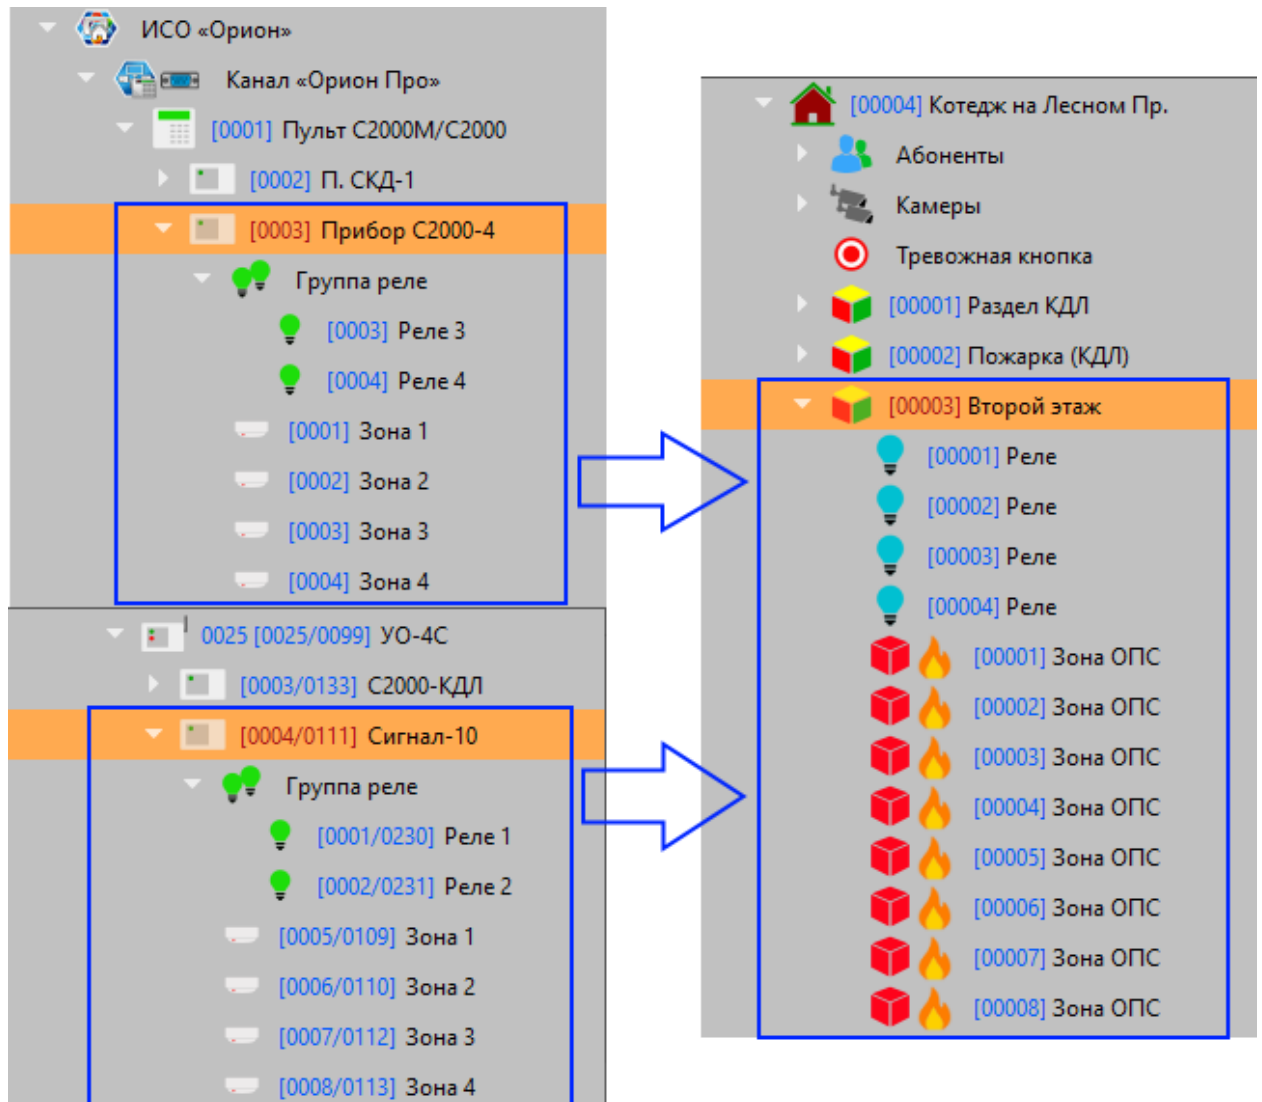 ИСО «Орион»
Канал «Орион Про»
[0001] Пульт С2000М/С2000
[0002] П. СКД-1
[0003] Прибор С2000-4
Группа реле
[0003] Реле 3
[0004] Реле 4
[0001] Зона 1
[0002] Зона 2
[0003] Зона 3
[0004] Зона 4
0025 [0025/0099] УО-4С
[0003/0133] С2000-КДЛ
[0004/0111] Сигнал-10
Группа реле
[0001/0230] Реле 1
[0002/0231] Реле 2
[0005/0109] Зона 1
[0006/0110] Зона 2
[0007/0112] Зона 3
[0008/0113] Зона 4
[00004] Котедж на Лесном Пр.
Абоненты
Камеры
Тревожная кнопка
[00001] Раздел КДЛ
[00002] Пожарка (КДЛ)
[00003] Второй этаж
[00001] Реле
[00002] Реле
[00003] Реле
[00004] Реле
[00001] Зона ОПС
[00002] Зона ОПС
[00003] Зона ОПС
[00004] Зона ОПС
[00005] Зона ОПС
[00006] Зона ОПС
[00007] Зона ОПС
[00008] Зона ОПС